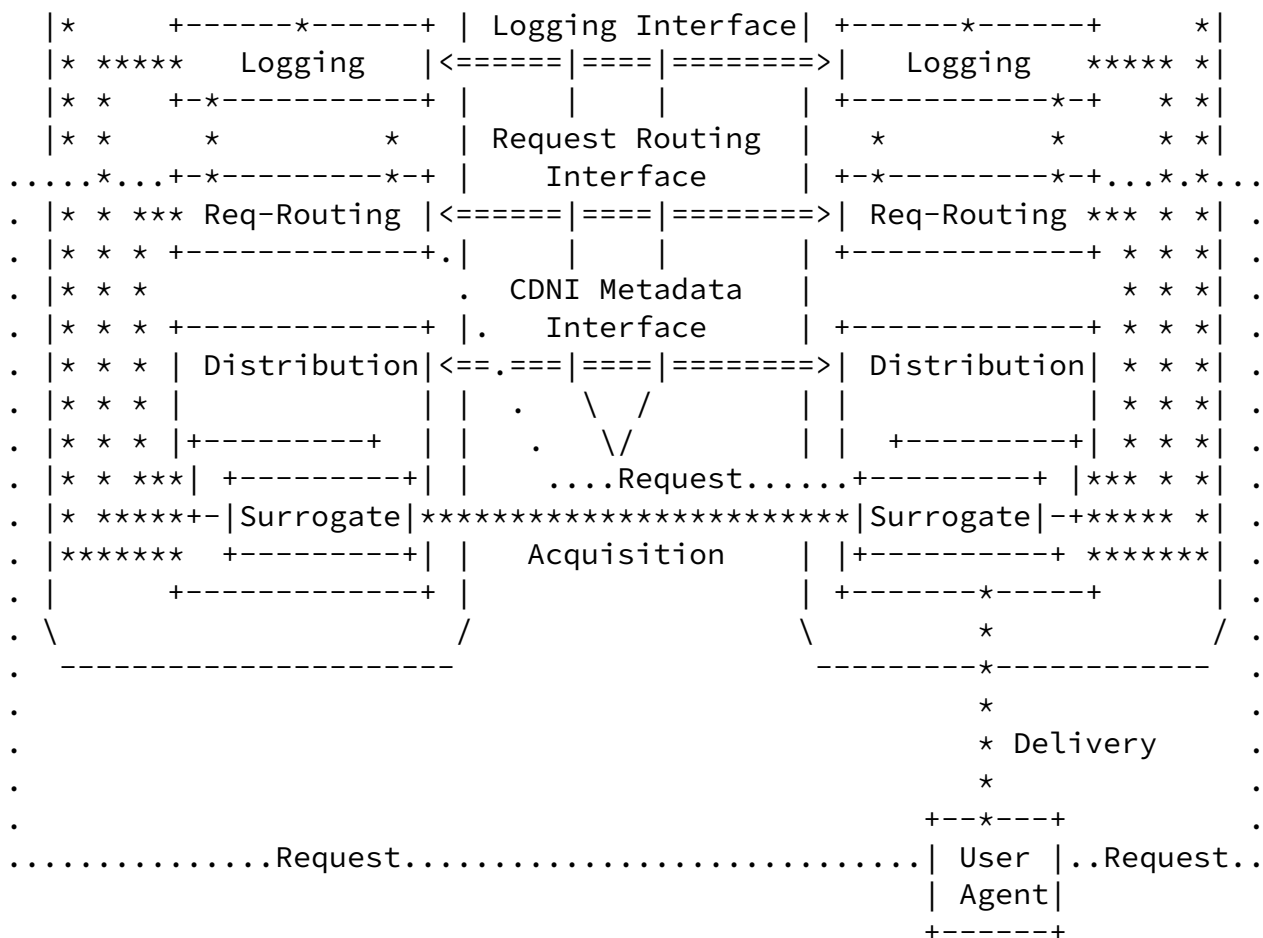 Logging Interface
Logging Logging
Request Routing
Interface
Req-Routing Req-Routing
CDNI Metadata
Interface
Distribution Distribution
Request
Surrogate Surrogate
Acquisition
Delivery
Request User Request
Agent